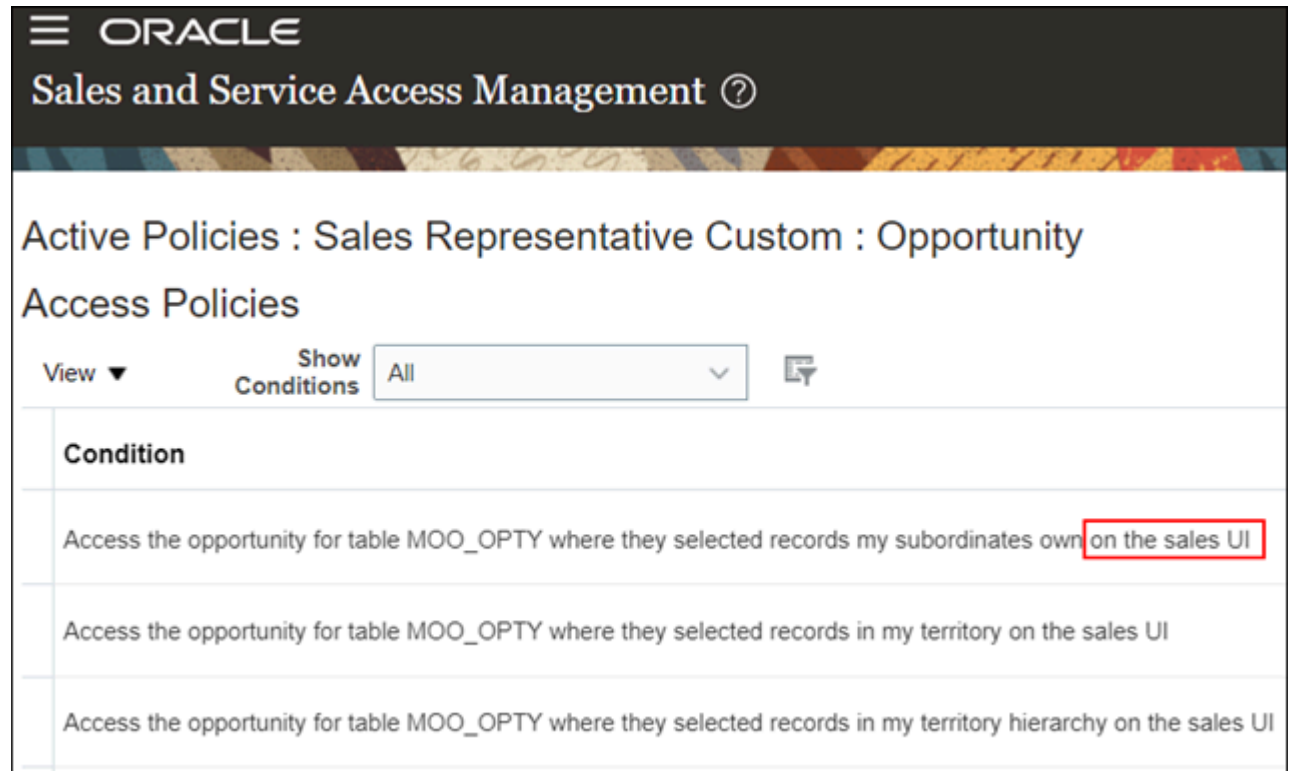 ORACLE
Sales and Service Access Management ?
Active Policies : Sales Representative Custom : Opportunity
Access Policies
View ▼ Show Conditions All
Condition
Access the opportunity for table MOO_OPTY where they selected records my subordinates own on the sales UI
Access the opportunity for table MOO_OPTY where they selected records in my territory on the sales UI
Access the opportunity for table MOO_OPTY where they selected records in my territory hierarchy on the sales UI